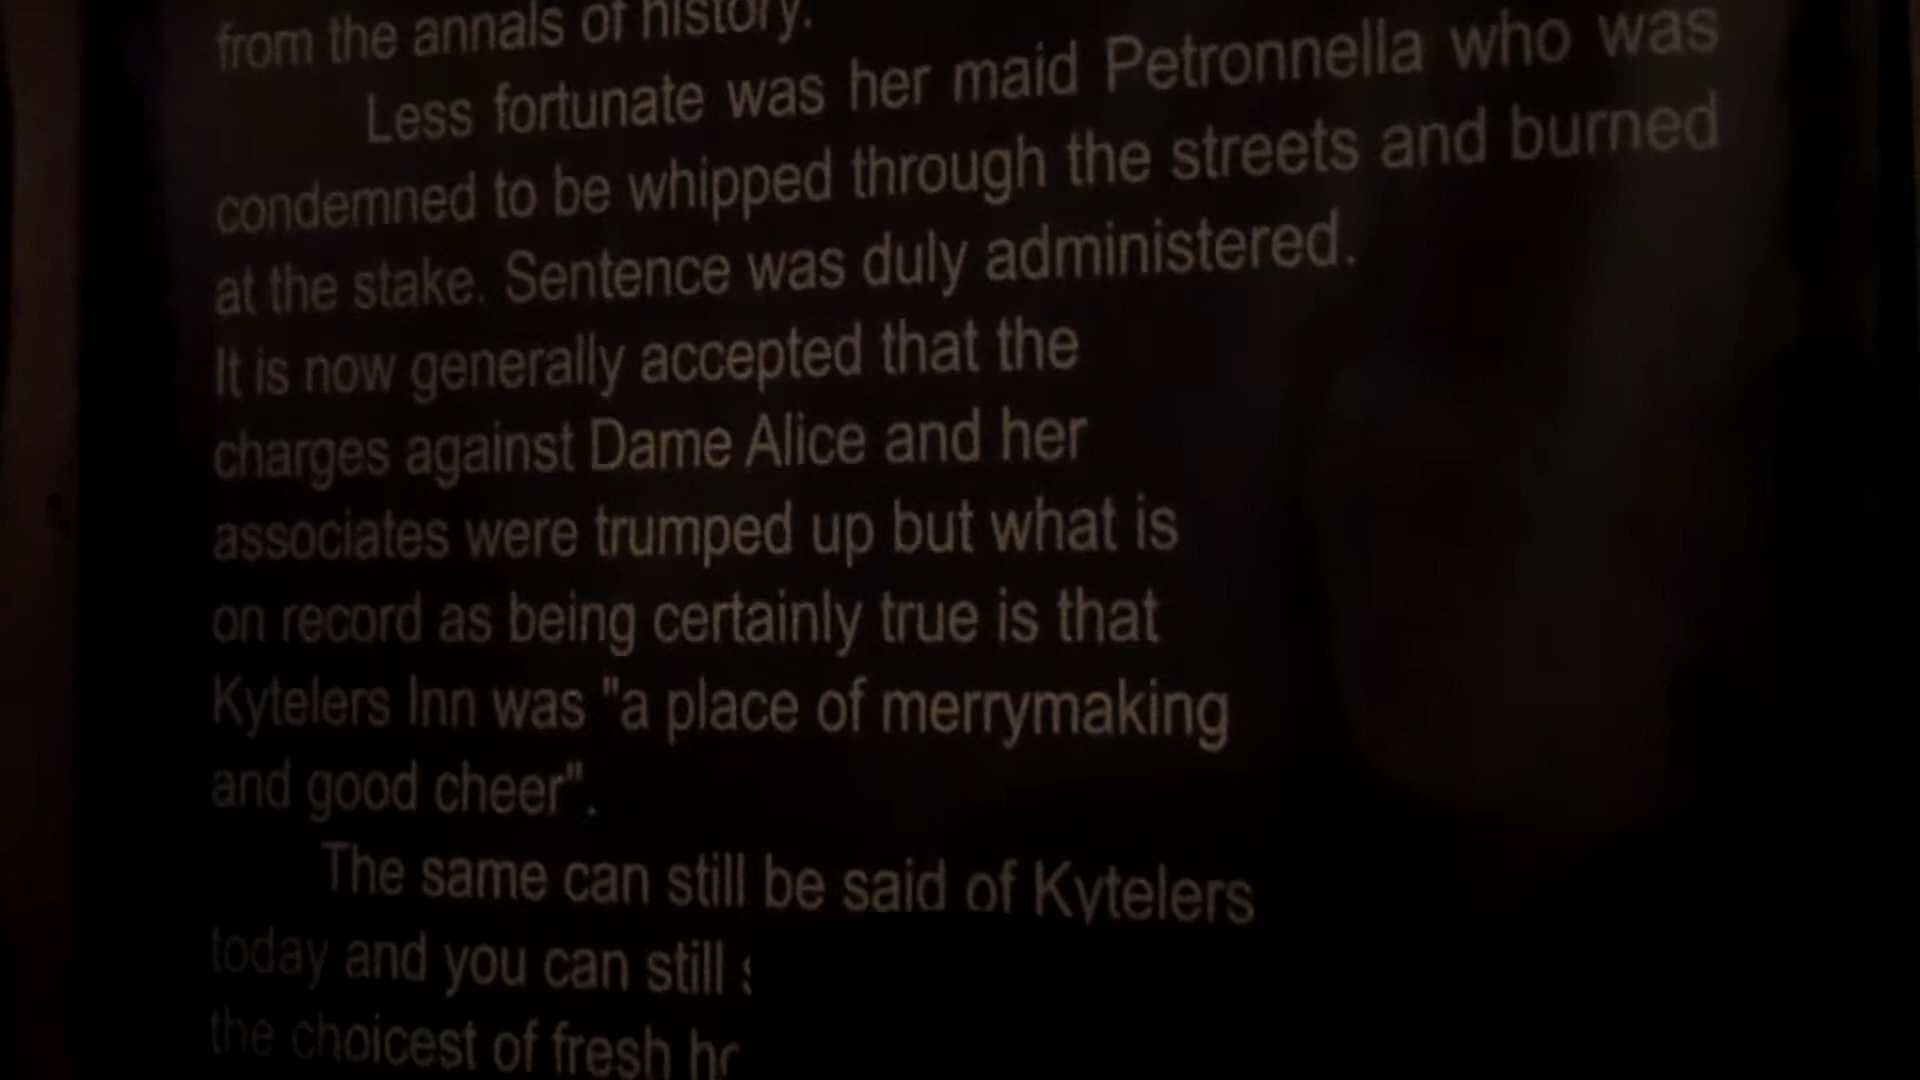 from the annals of history.
Less fortunate was her maid Petronnella who was
condemned to be whipped through the streets and burned
at the stake. Sentence was duly administered.
It is now generally accepted that the
charges against Dame Alice and her
associates were trumped up but what is
on record as being certainly true is that
Kytelers Inn was "a place of merrymaking
and good cheer".
The same can still be said of Kytelers
today and you can still
the choicest of fresh